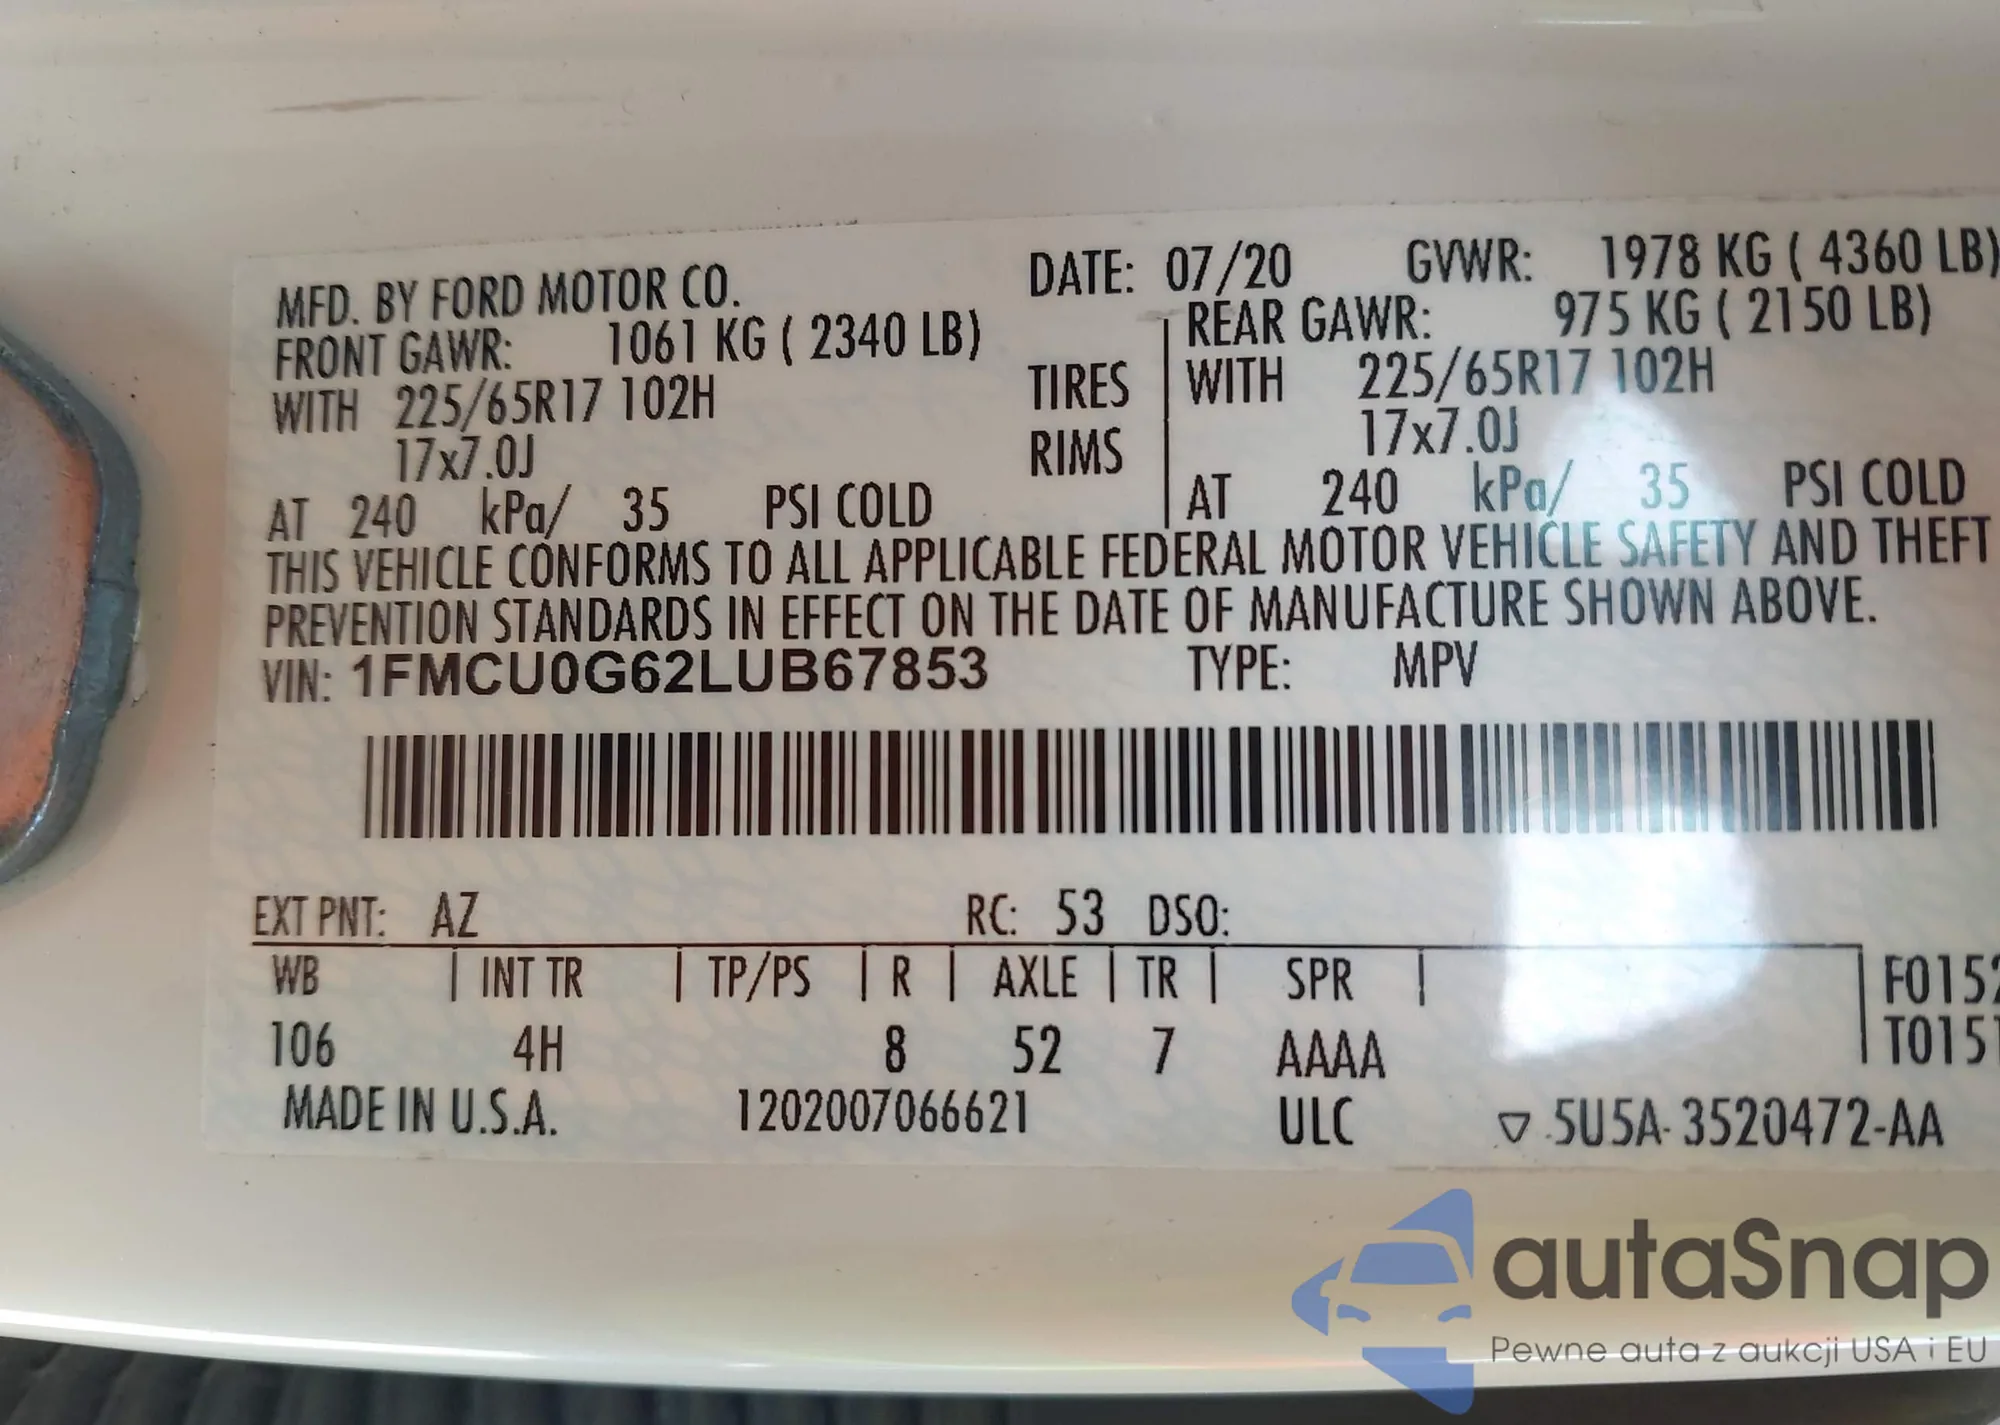 MFD. BY FORD MOTOR CO. DATE: 07/20 GVWR: 1978 KG ( 4360 LB)
FRONT GAWR: 1061 KG ( 2340 LB) REAR GAWR: 975 KG ( 2150 LB)
WITH 225/65R17 102H TIRES WITH 225/65R17 102H
17x7.0J RIMS 17x7.0J
AT 240 kPa/ 35 PSI COLD AT 240 kPa/ 35 PSI COLD
THIS VEHICLE CONFORMS TO ALL APPLICABLE FEDERAL MOTOR VEHICLE SAFETY AND THEFT
PREVENTION STANDARDS IN EFFECT ON THE DATE OF MANUFACTURE SHOWN ABOVE.
VIN: 1FMCU0G62LUB67853 TYPE: MPV
EXT PNT: AZ RC: 53 DSO:
WB | INT TR | TP/PS | R | AXLE | TR | SPR | F0152
106 4H 8 52 7 AAAA T0151
MADE IN U.S.A. 1202007066621 ULC ▽ 5U5A-3520472-AA
autaSnap
Pewne auta z aukcji USA i EU